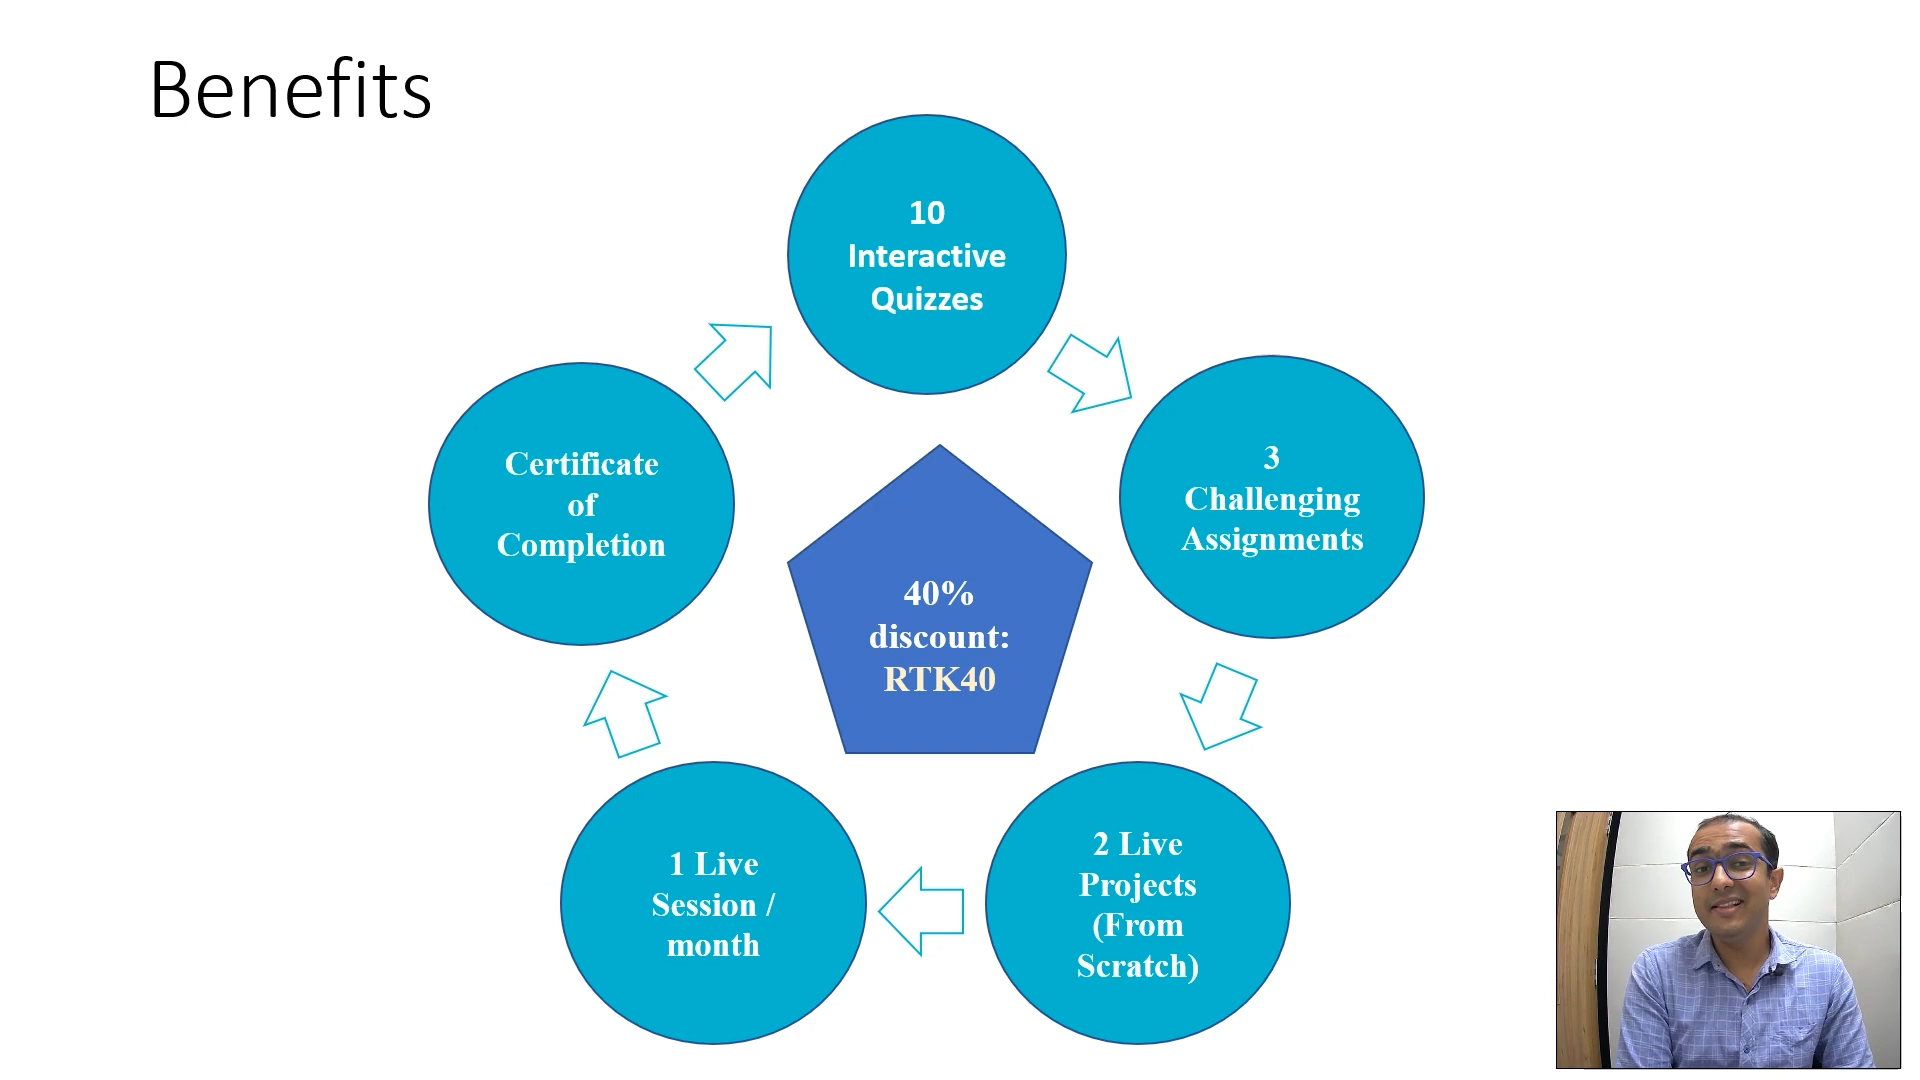 Benefits
10
Interactive
Quizzes
3
Challenging
Assignments
2 Live
Projects
(From
Scratch)
1 Live
Session /
month
Certificate
of
Completion
40%
discount:
RTK40